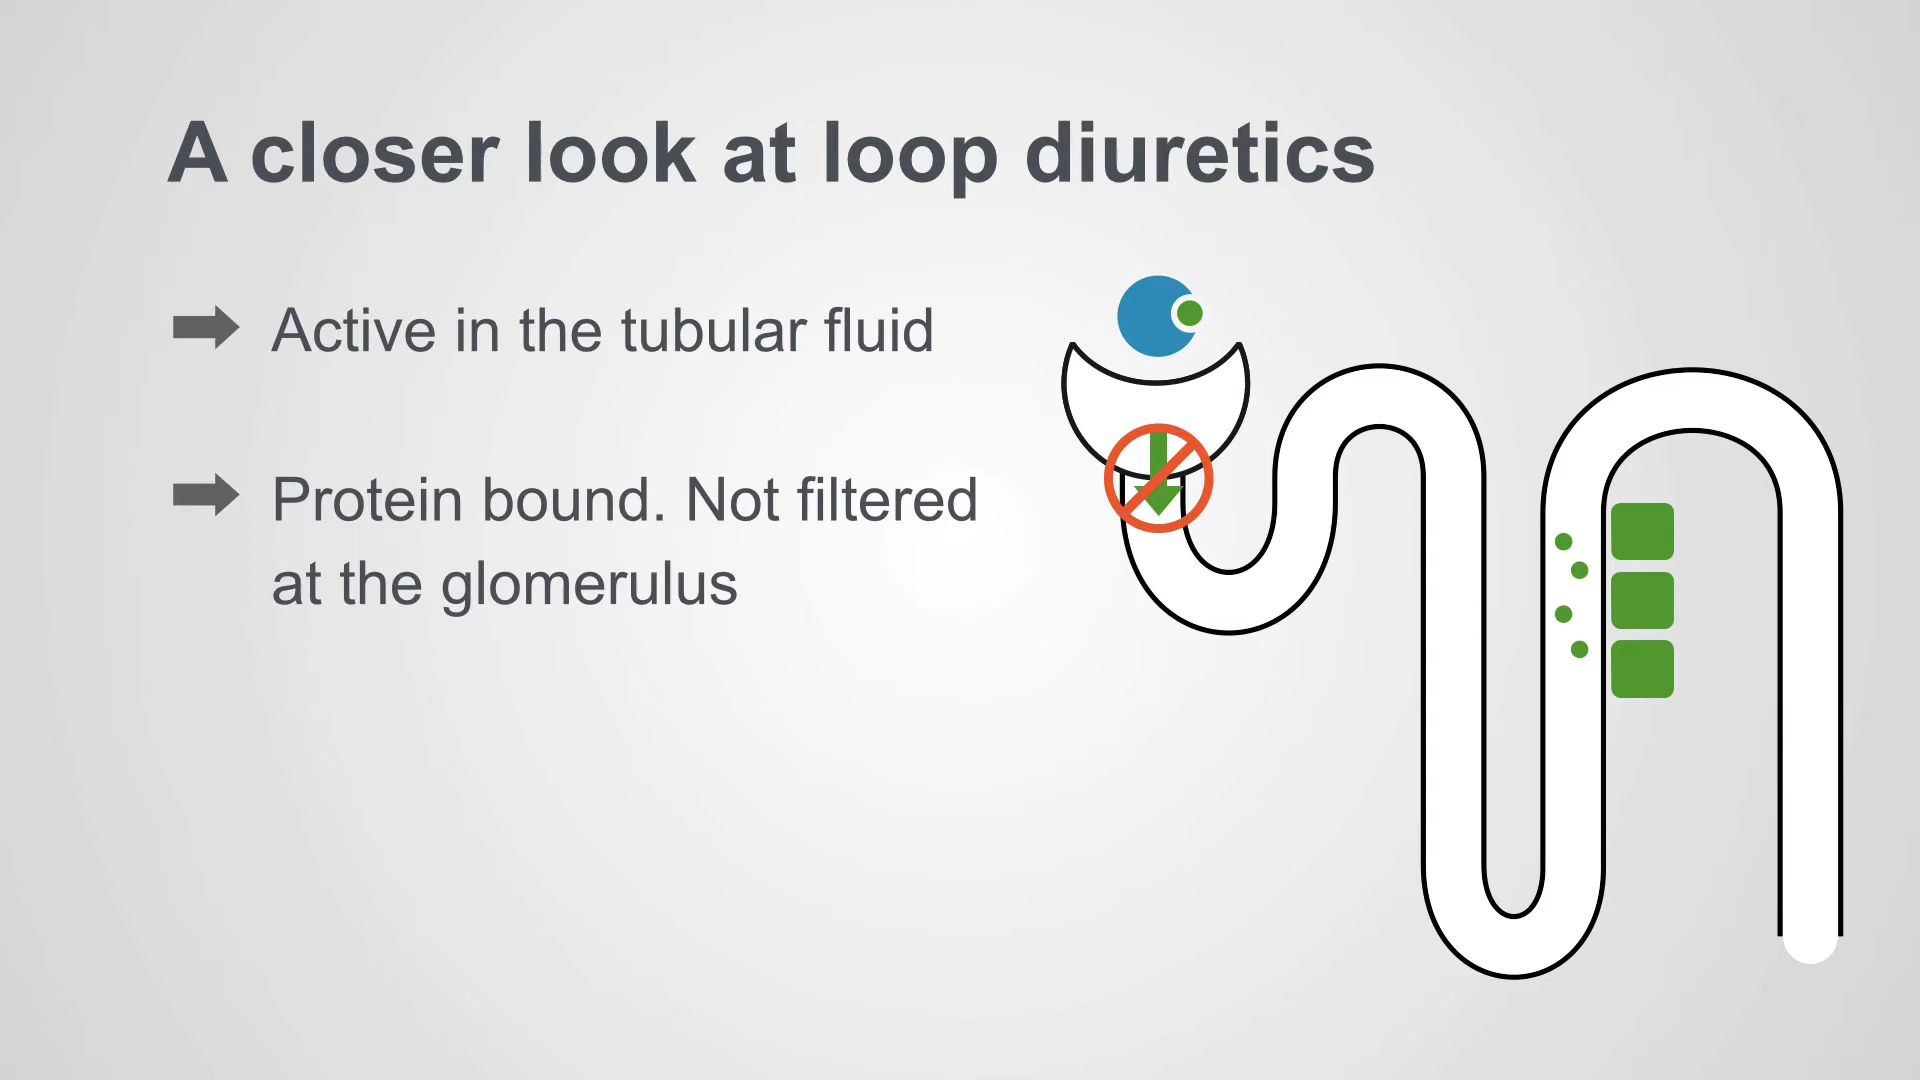 A closer look at loop diuretics
Active in the tubular fluid
Protein bound. Not filtered
at the glomerulus